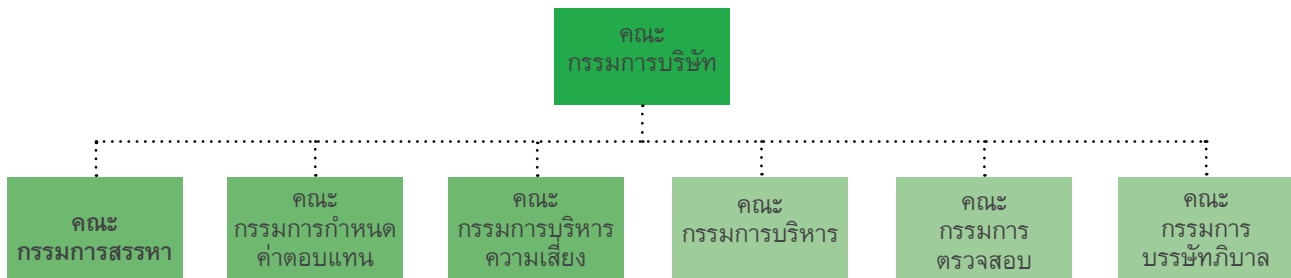 คณะ
กรรมการบริษัท
คณะ
กรรมการสรรหา
คณะ
กรรมการกำหนด
ค่าตอบแทน
คณะ
กรรมการบริหาร
ความเสี่ยง
คณะ
กรรมการบริหาร
คณะ
กรรมการ
ตรวจสอบ
คณะ
กรรมการ
บรรษัทภิบาล